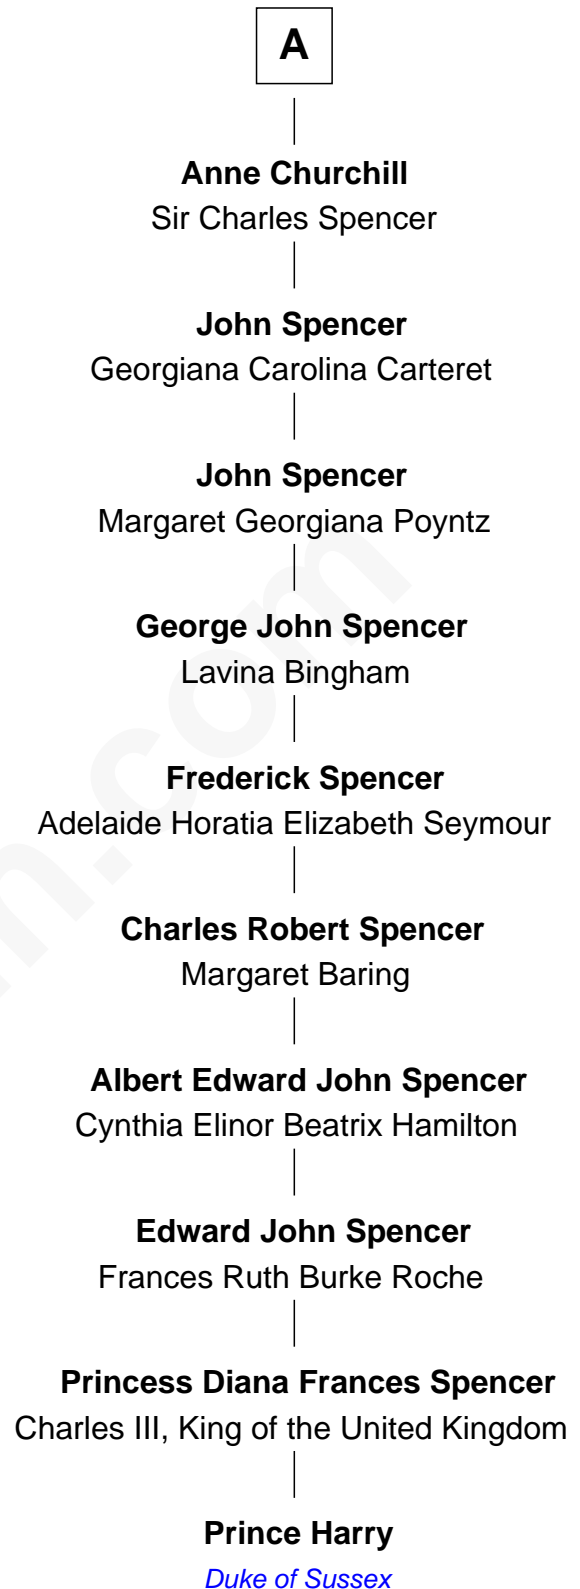 A
Anne Churchill
Sir Charles Spencer
John Spencer
Georgiana Carolina Carteret
John Spencer
Margaret Georgiana Poyntz
George John Spencer
Lavina Bingham
Frederick Spencer
Adelaide Horatia Elizabeth Seymour
Charles Robert Spencer
Margaret Baring
Albert Edward John Spencer
Cynthia Elinor Beatrix Hamilton
Edward John Spencer
Frances Ruth Burke Roche
Princess Diana Frances Spencer
Charles III, King of the United Kingdom
Prince Harry
Duke of Sussex